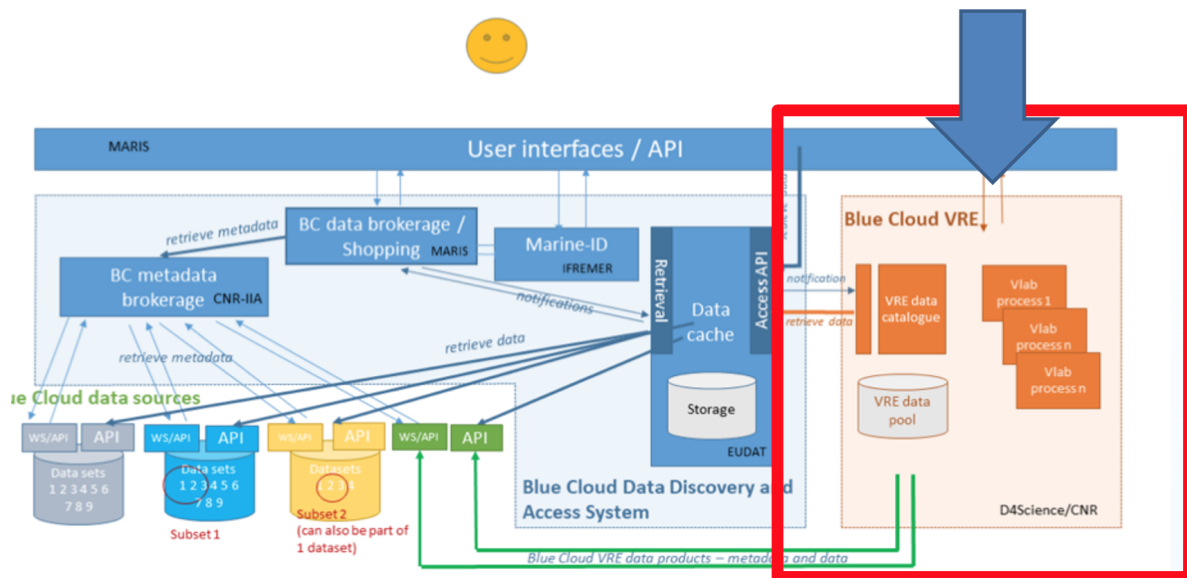 MARIS
User interfaces / API
BC data brokerage /
Shopping
MARIS
Marine-ID
IFREMER
retrieve metadata
BC metadata
brokerage
CNR-IIA
notifications
Retrieval
Data
cache
Access API
Storage
EUDAT
notification
retrieve data
Blue Cloud VRE
VRE data
catalogue
Vlab
process 1
Vlab
process n
Vlab
process n
VRE data
pool
D4Science/CNR
retrieve metadata
retrieve data
ue Cloud data sources
WS/API
API
WS/API
API
WS/API
API
WS/API
API
Data sets
1 2 3 4 5 6
7 8 9
Data sets
1 2 3 4 5 6
7 8 9
Datasets
1 2 3 4
Subset 1
Subset 2
(can also be part of
1 dataset)
Blue Cloud Data Discovery and
Access System
Blue Cloud VRE data products – metadata and data